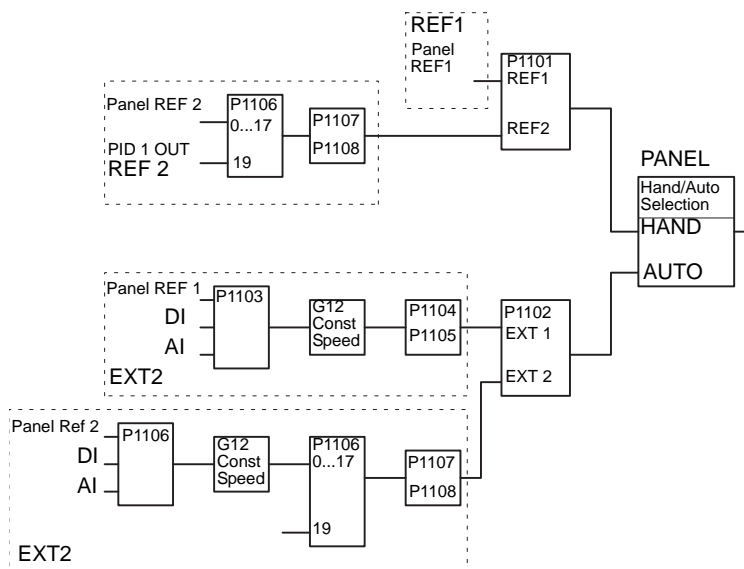 REF1
Panel
REF1
P1101
REF1
REF2
Panel REF 2
P1106
0...17
PID 1 OUT
REF 2
19
P1107
P1108
PANEL
Hand/Auto
Selection
HAND
AUTO
Panel REF 1
DI
AI
P1103
G12
Const
Speed
P1104
P1105
P1102
EXT 1
EXT 2
EXT2
Panel Ref 2
DI
AI
P1106
G12
Const
Speed
P1106
0...17
19
P1107
P1108
EXT2